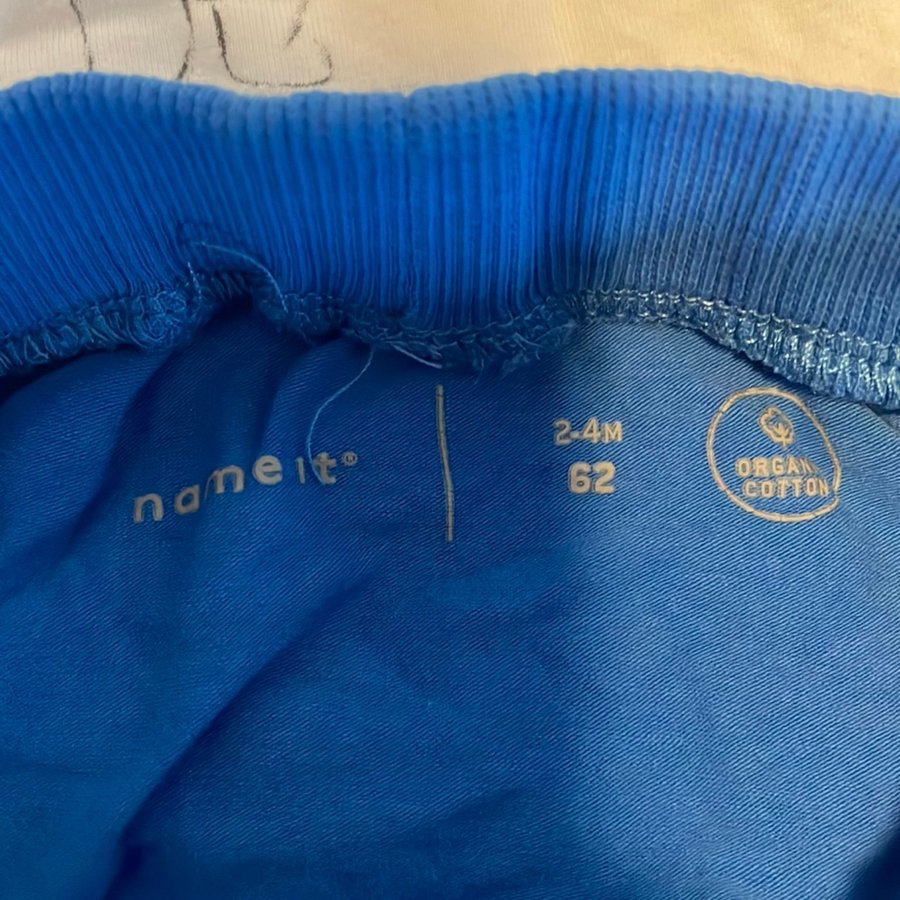 name it®
2-4M
62
ORGANIC
COTTON